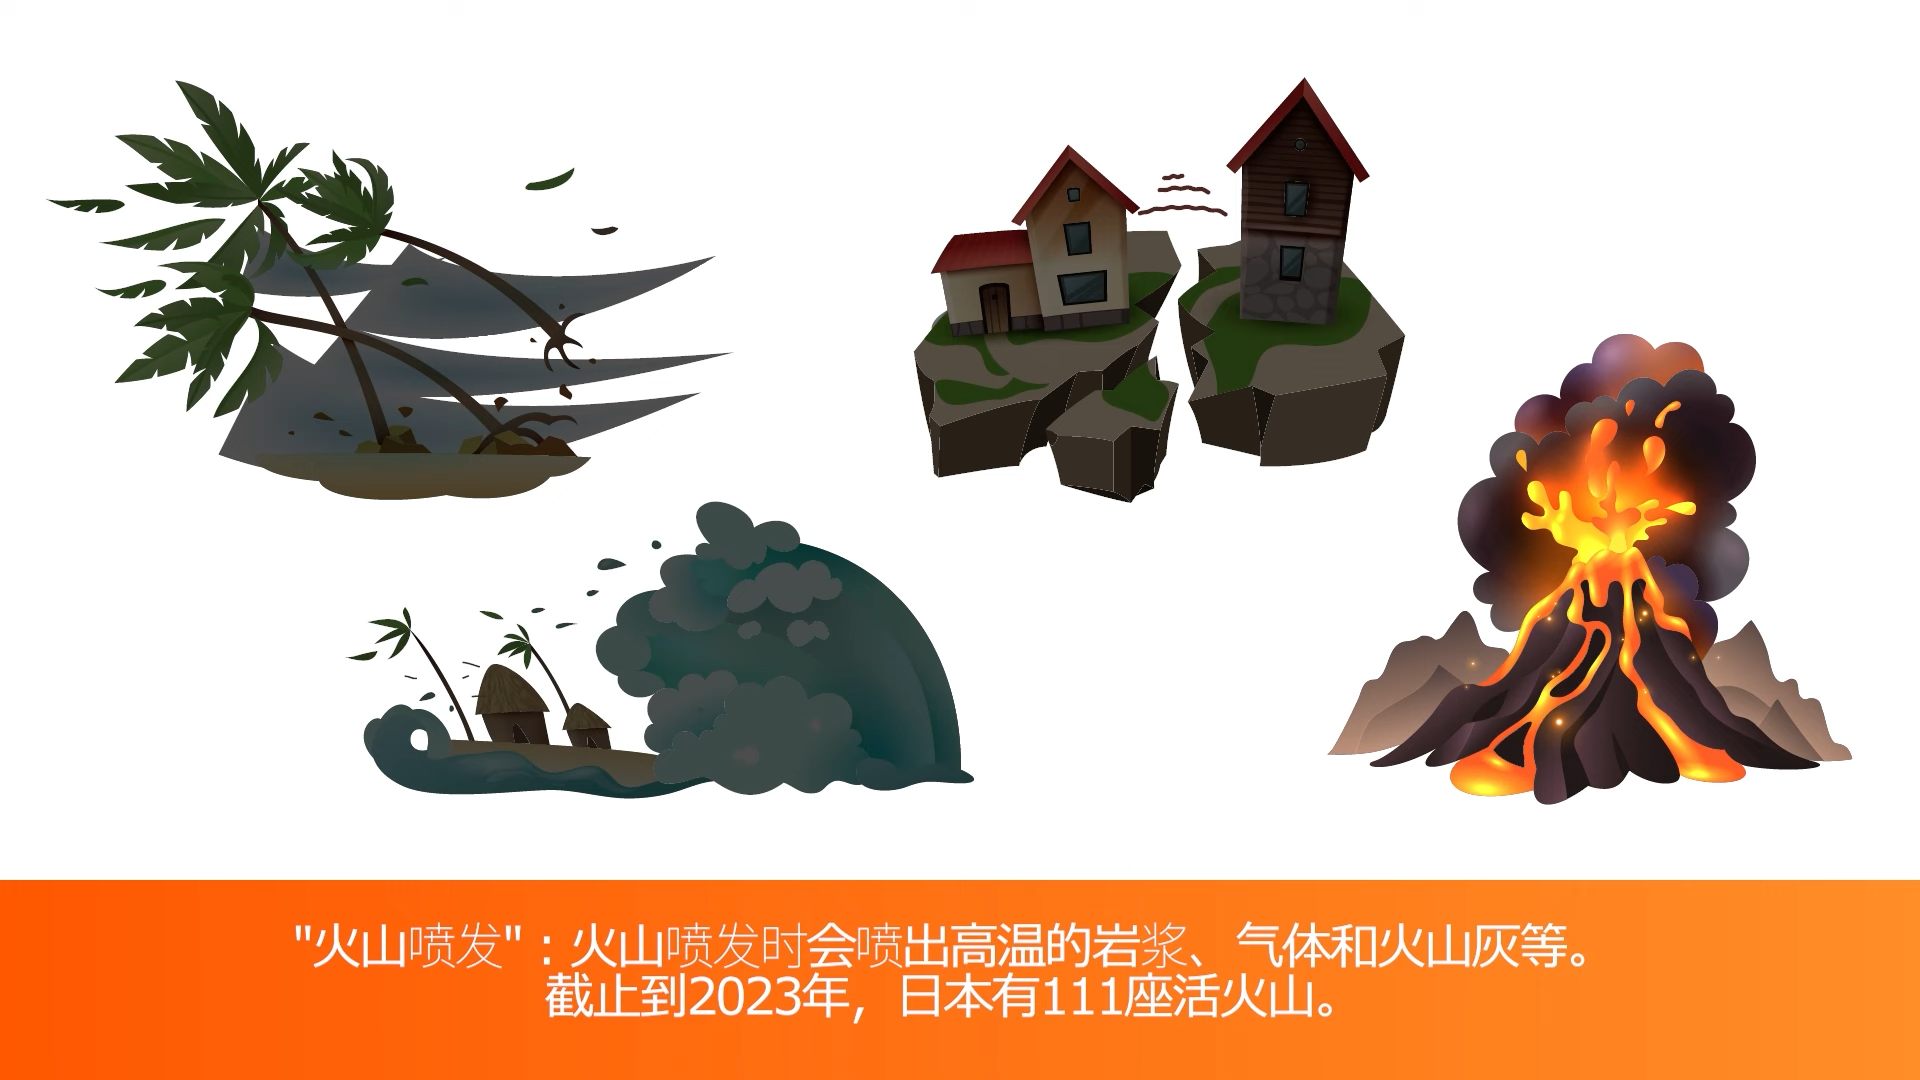 "火山喷发"：火山喷发时会喷出高温的岩浆、气体和火山灰等。
截止到2023年，日本有111座活火山。